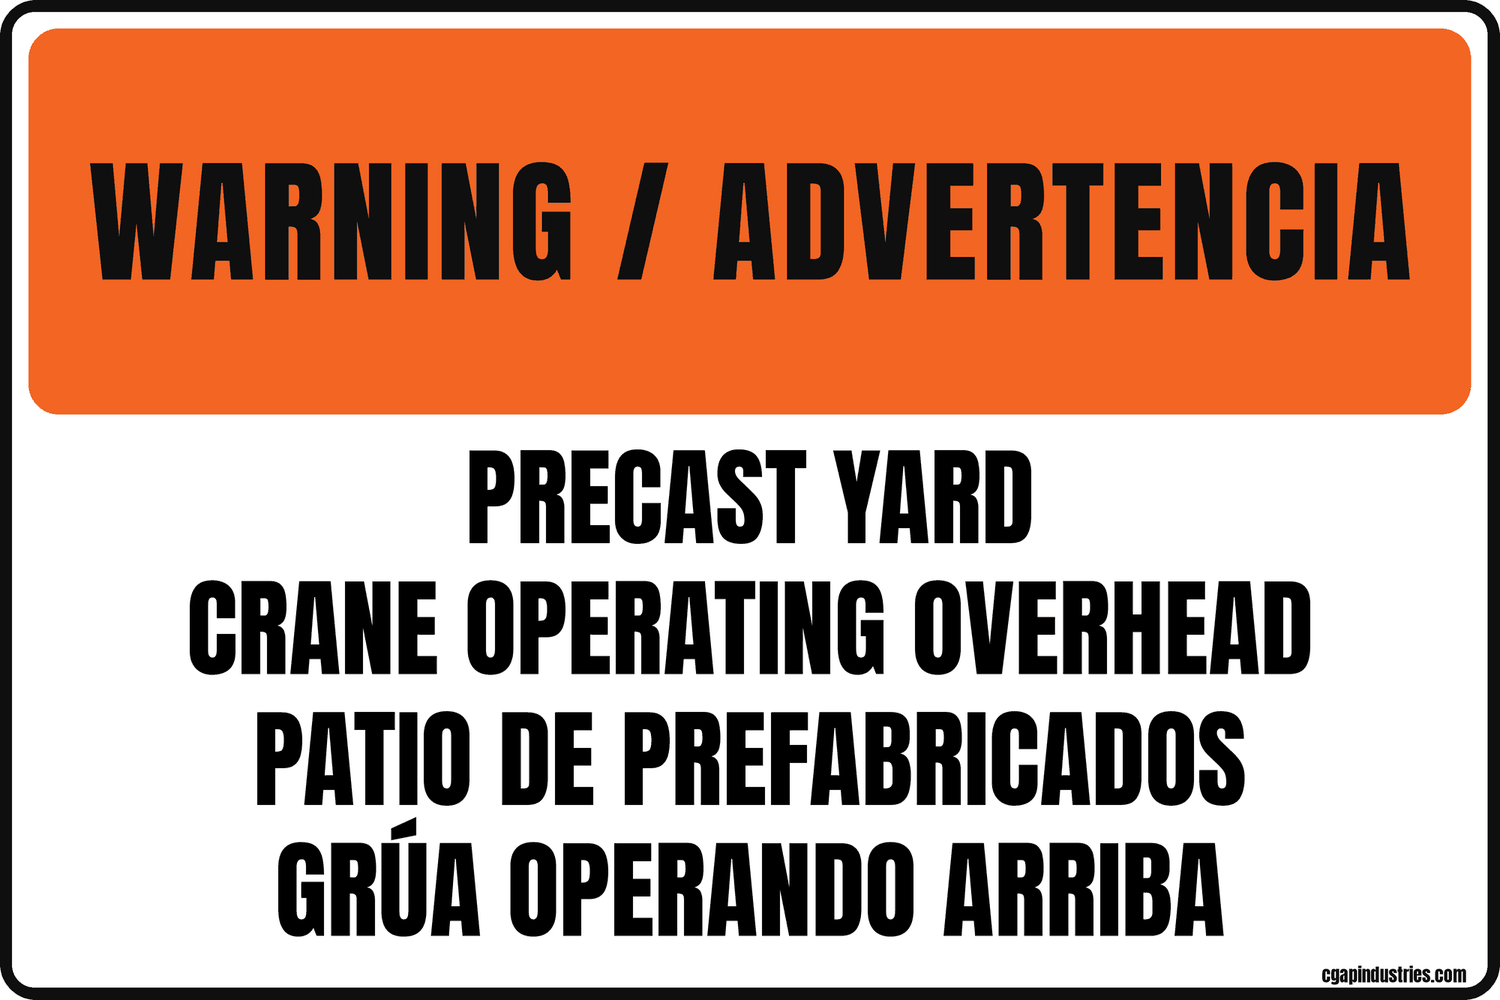 WARNING / ADVERTENCIA
PRECAST YARD
CRANE OPERATING OVERHEAD
PATIO DE PREFABRICADOS
GRÚA OPERANDO ARRIBA
cgapindustries.com